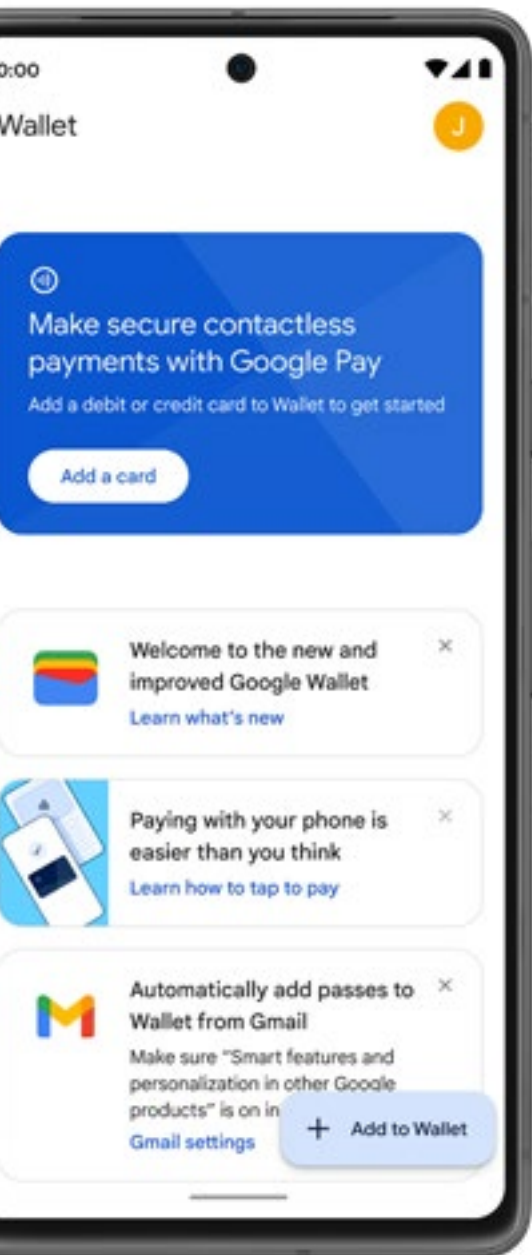 0:00
Wallet
J
Make secure contactless
payments with Google Pay
Add a debit or credit card to Wallet to get started
Add a card
Welcome to the new and
improved Google Wallet
Learn what's new
Paying with your phone is
easier than you think
Learn how to tap to pay
Automatically add passes to
Wallet from Gmail
Make sure "Smart features and
personalization in other Google
products" is on in
Gmail settings
+ Add to Wallet